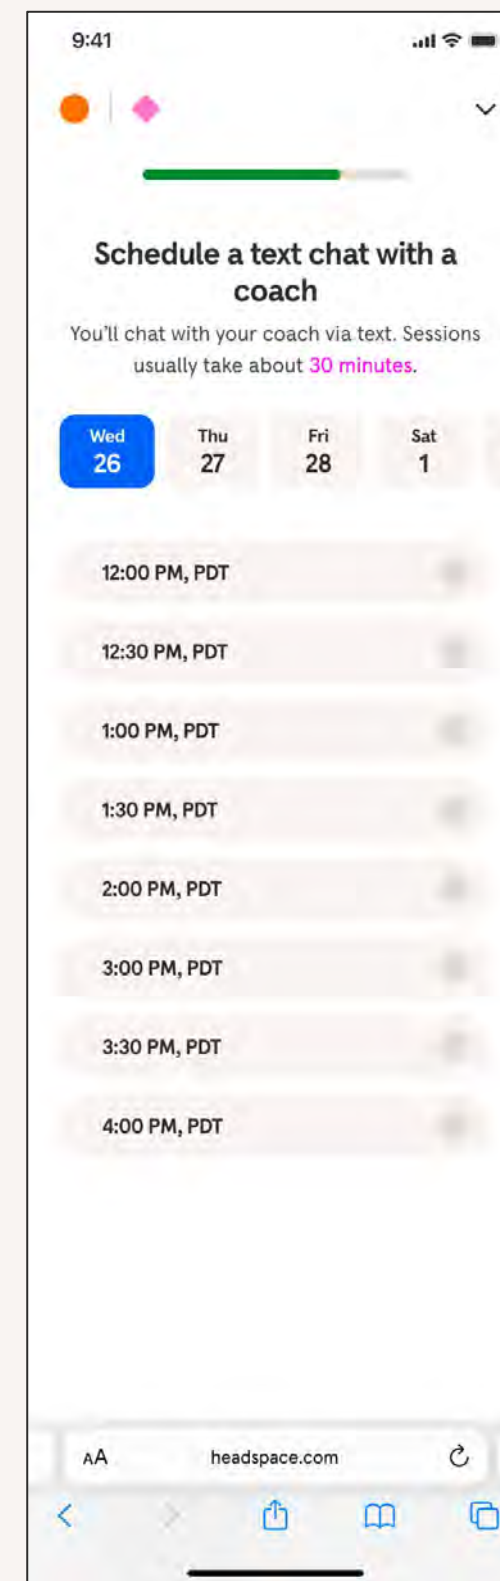 9:41
Schedule a text chat with a
coach
You'll chat with your coach via text. Sessions
usually take about 30 minutes.
Wed Thu Fri Sat
26 27 28 1
12:00 PM, PDT
12:30 PM, PDT
1:00 PM, PDT
1:30 PM, PDT
2:00 PM, PDT
3:00 PM, PDT
3:30 PM, PDT
4:00 PM, PDT
AA headspace.com